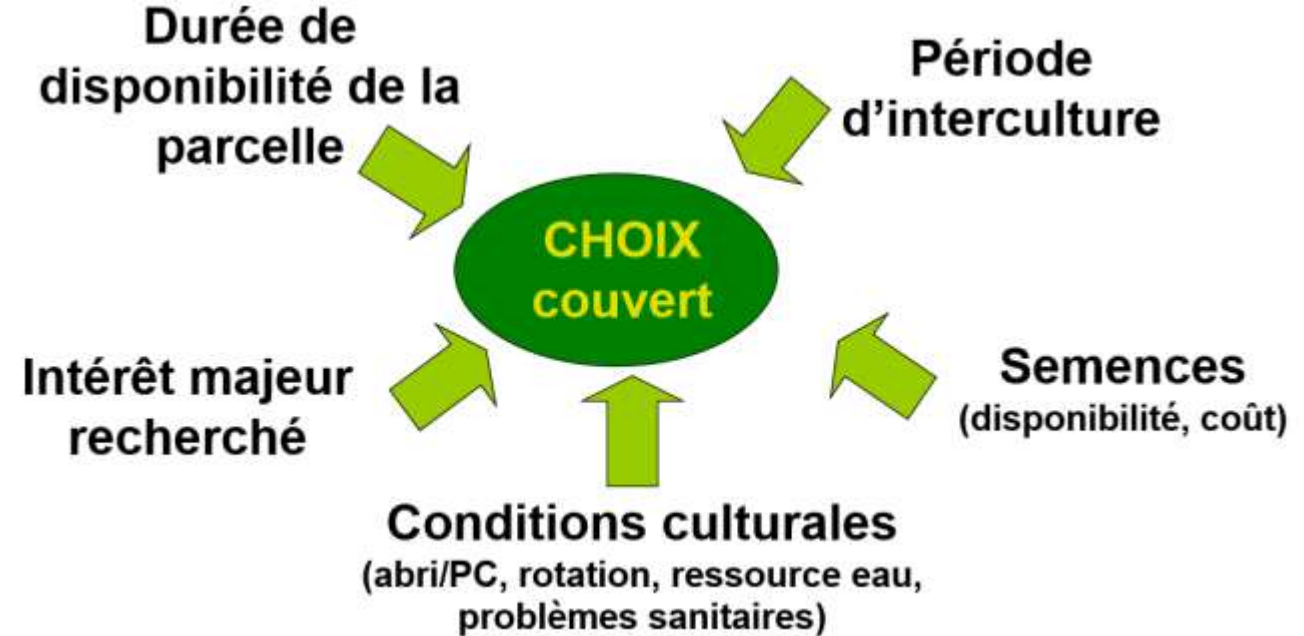 Durée de
disponibilité de la
parcelle
Période
d’interculture
CHOIX
couvert
Intérêt majeur
recherché
Semences
(disponibilité, coût)
Conditions culturales
(abri/PC, rotation, ressource eau,
problèmes sanitaires)